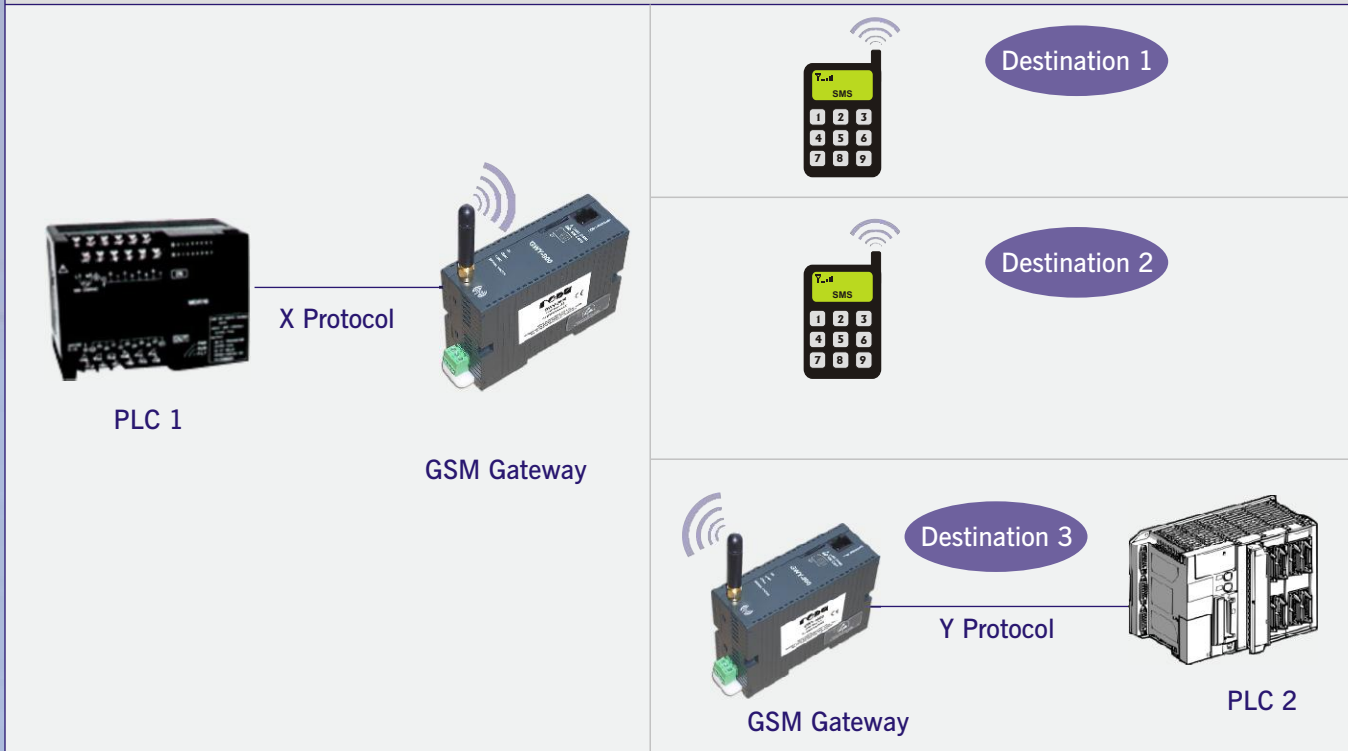 Destination 1
SMS
1 2 3
4 5 6
7 8 9
Destination 2
SMS
1 2 3
4 5 6
7 8 9
X Protocol
PLC 1
GSM Gateway
Destination 3
Y Protocol
GSM Gateway
PLC 2